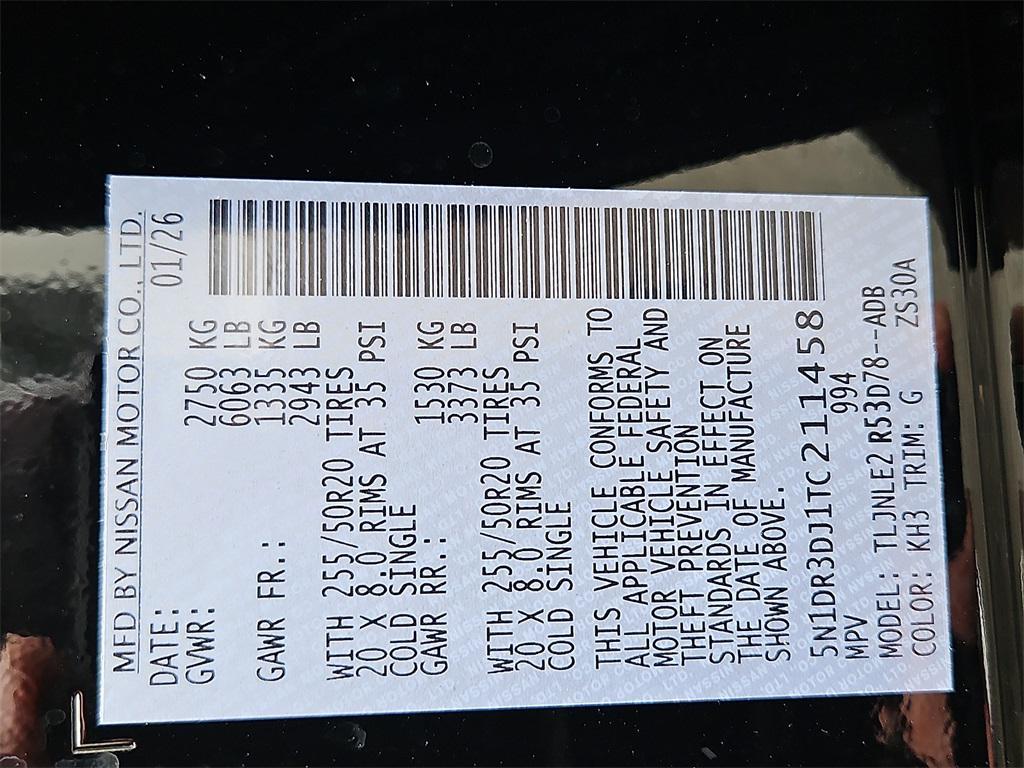 MFD BY NISSAN MOTOR CO., LTD.
DATE: 01/26
GVWR: 2750 KG
6063 LB
GAWR FR.: 1335 KG
2943 LB
WITH 255/50R20 TIRES
20 X 8.0 RIMS AT 35 PSI
COLD SINGLE
GAWR RR.: 1530 KG
3373 LB
WITH 255/50R20 TIRES
20 X 8.0 RIMS AT 35 PSI
COLD SINGLE
THIS VEHICLE CONFORMS TO
ALL APPLICABLE FEDERAL
MOTOR VEHICLE SAFETY AND
THEFT PREVENTION
STANDARDS IN EFFECT ON
THE DATE OF MANUFACTURE
SHOWN ABOVE.
5N1DR3DJ1TC211458
MPV 994
MODEL: TLJNLE2 R53D78--ADB
COLOR: KH3 TRIM: G ZS30A